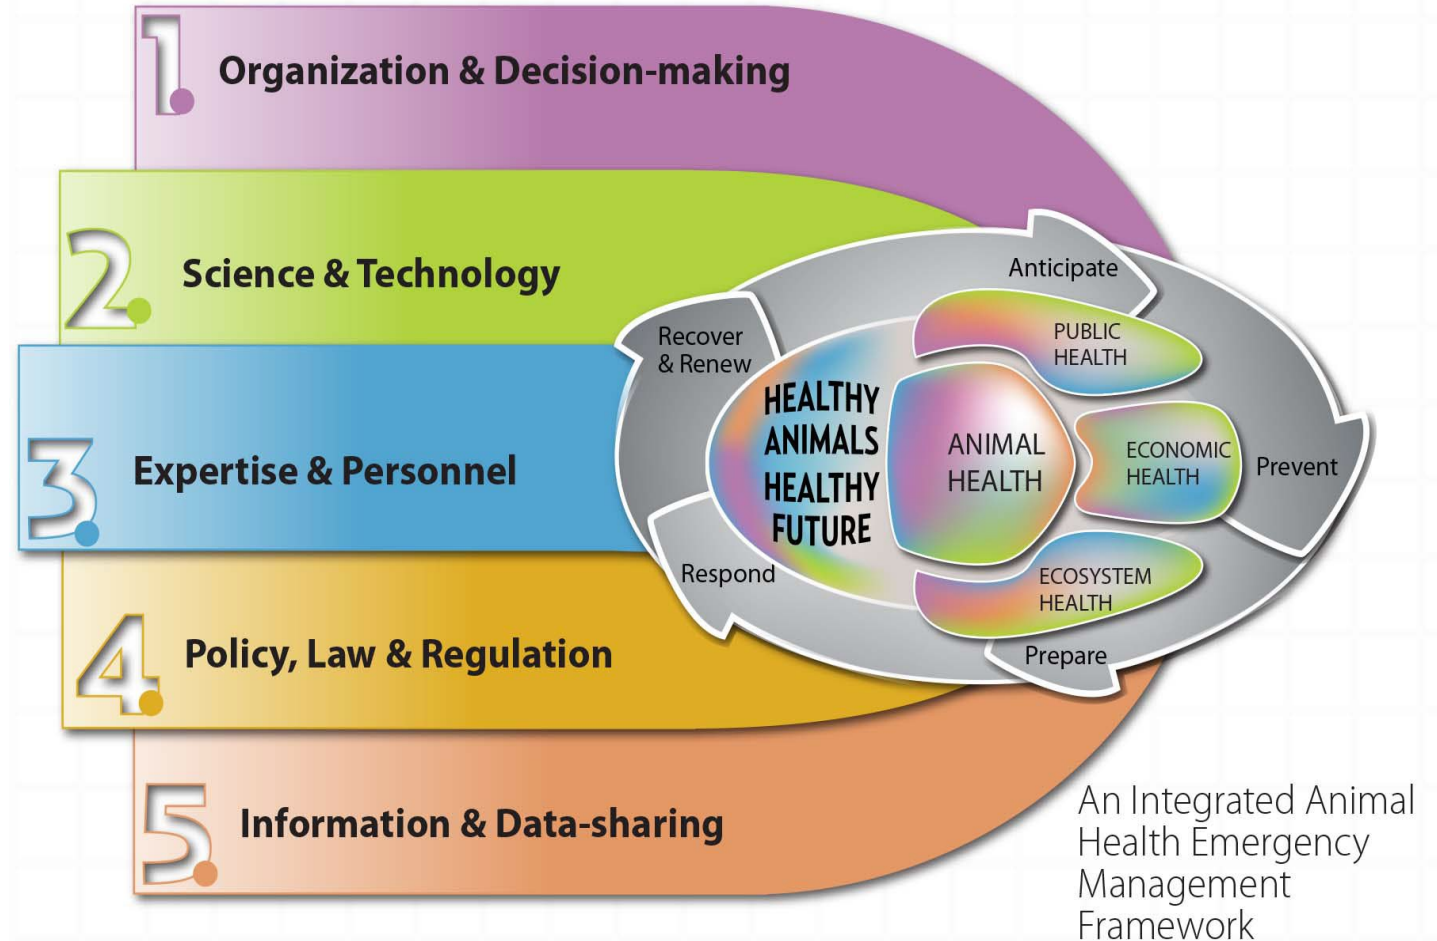 1.
Organization & Decision-making
2.
Science & Technology
3.
Expertise & Personnel
4.
Policy, Law & Regulation
5.
Information & Data-sharing
Anticipate
Prevent
Prepare
Respond
Recover
& Renew
HEALTHY
ANIMALS
HEALTHY
FUTURE
ANIMAL
HEALTH
PUBLIC
HEALTH
ECONOMIC
HEALTH
ECOSYSTEM
HEALTH
An Integrated Animal
Health Emergency
Management
Framework